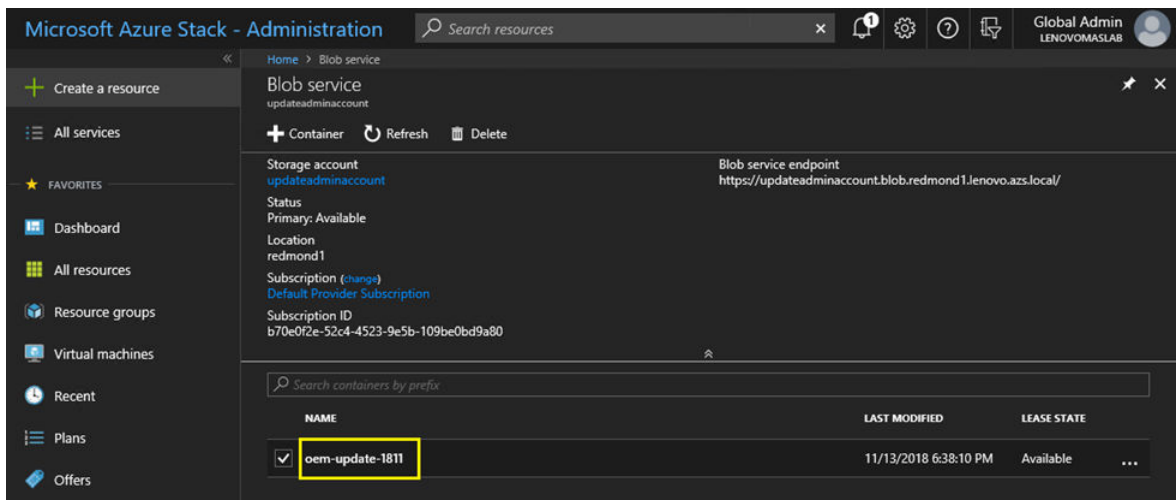 Microsoft Azure Stack - Administration
Search resources
1
Global Admin
LENOVOMASLAB
Create a resource
All services
FAVORITES
Dashboard
All resources
Resource groups
Virtual machines
Recent
Plans
Offers
Home > Blob service
Blob service
updateadminaccount
Container Refresh Delete
Storage account
updateadminaccount
Status
Primary: Available
Location
redmond1
Subscription (change)
Default Provider Subscription
Subscription ID
b70e0f2e-52c4-4523-9e5b-109be0bd9a80
Blob service endpoint
https://updateadminaccount.blob.redmond1.lenovo.azs.local/
Search containers by prefix
NAME LAST MODIFIED LEASE STATE
oem-update-1811 11/13/2018 6:38:10 PM Available ...